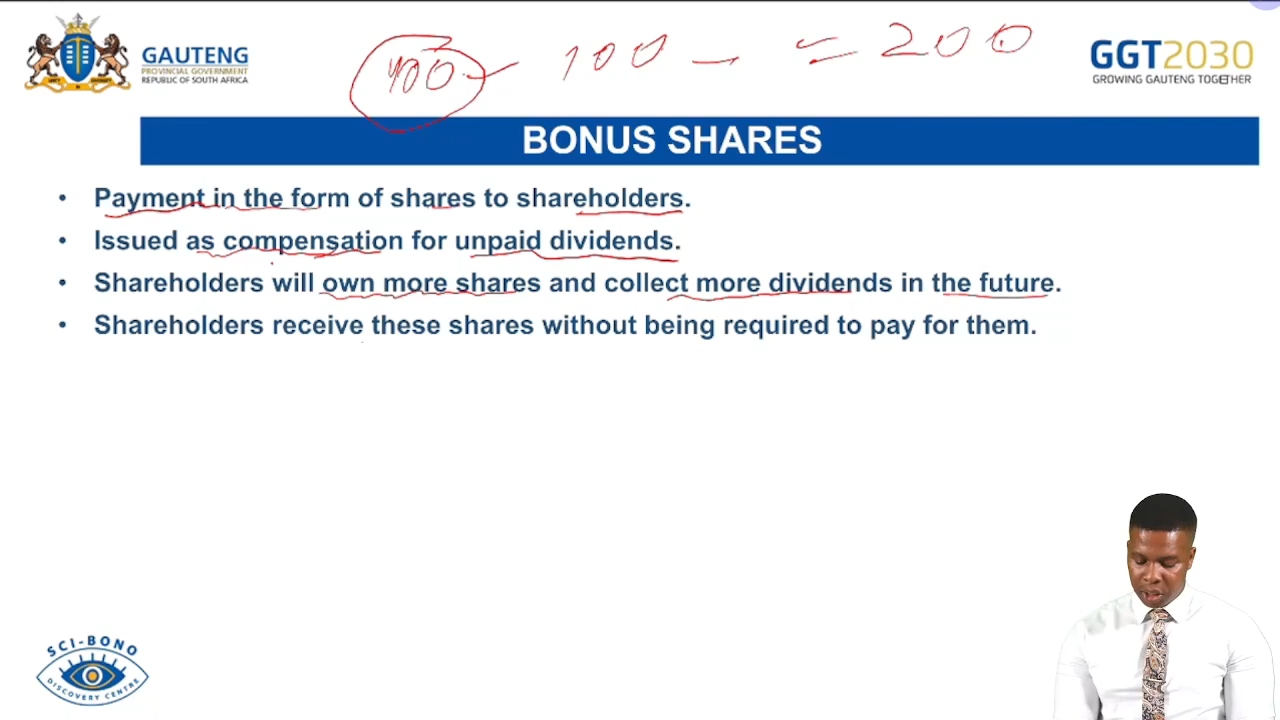 GAUTENG
PROVINCIAL GOVERNMENT
REPUBLIC OF SOUTH AFRICA
400 - 100 - = 200
GGT2030
GROWING GAUTENG TOGETHER
BONUS SHARES
• Payment in the form of shares to shareholders.
• Issued as compensation for unpaid dividends.
• Shareholders will own more shares and collect more dividends in the future.
• Shareholders receive these shares without being required to pay for them.
SCI-BONO
DISCOVERY CENTRE